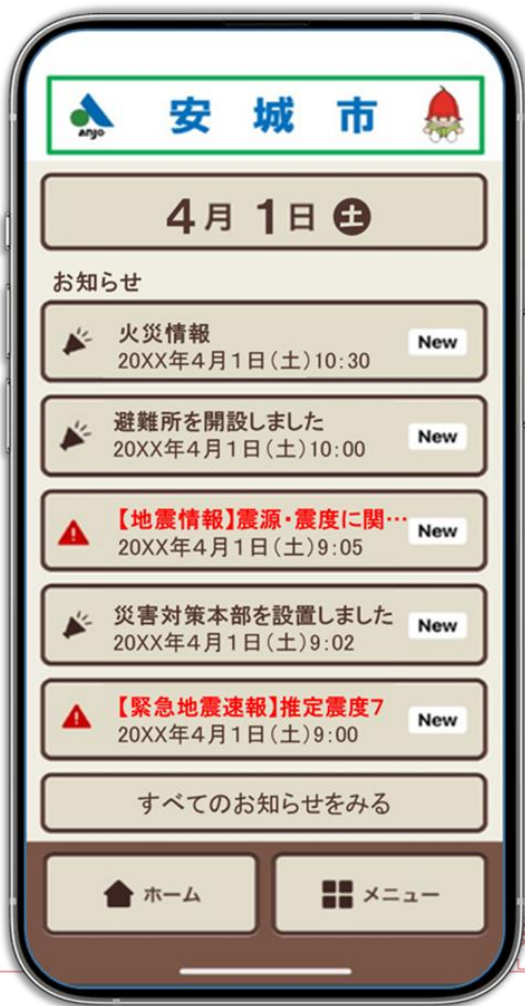 anjo
安城市
4月1日土
お知らせ
火災情報
20XX年4月1日(土)10:30
New
避難所を開設しました
20XX年4月1日(土)10:00
New
【地震情報】震源・震度に関…
20XX年4月1日(土)9:05
New
災害対策本部を設置しました
20XX年4月1日(土)9:02
New
【緊急地震速報】推定震度7
20XX年4月1日(土)9:00
New
すべてのお知らせをみる
ホーム
メニュー